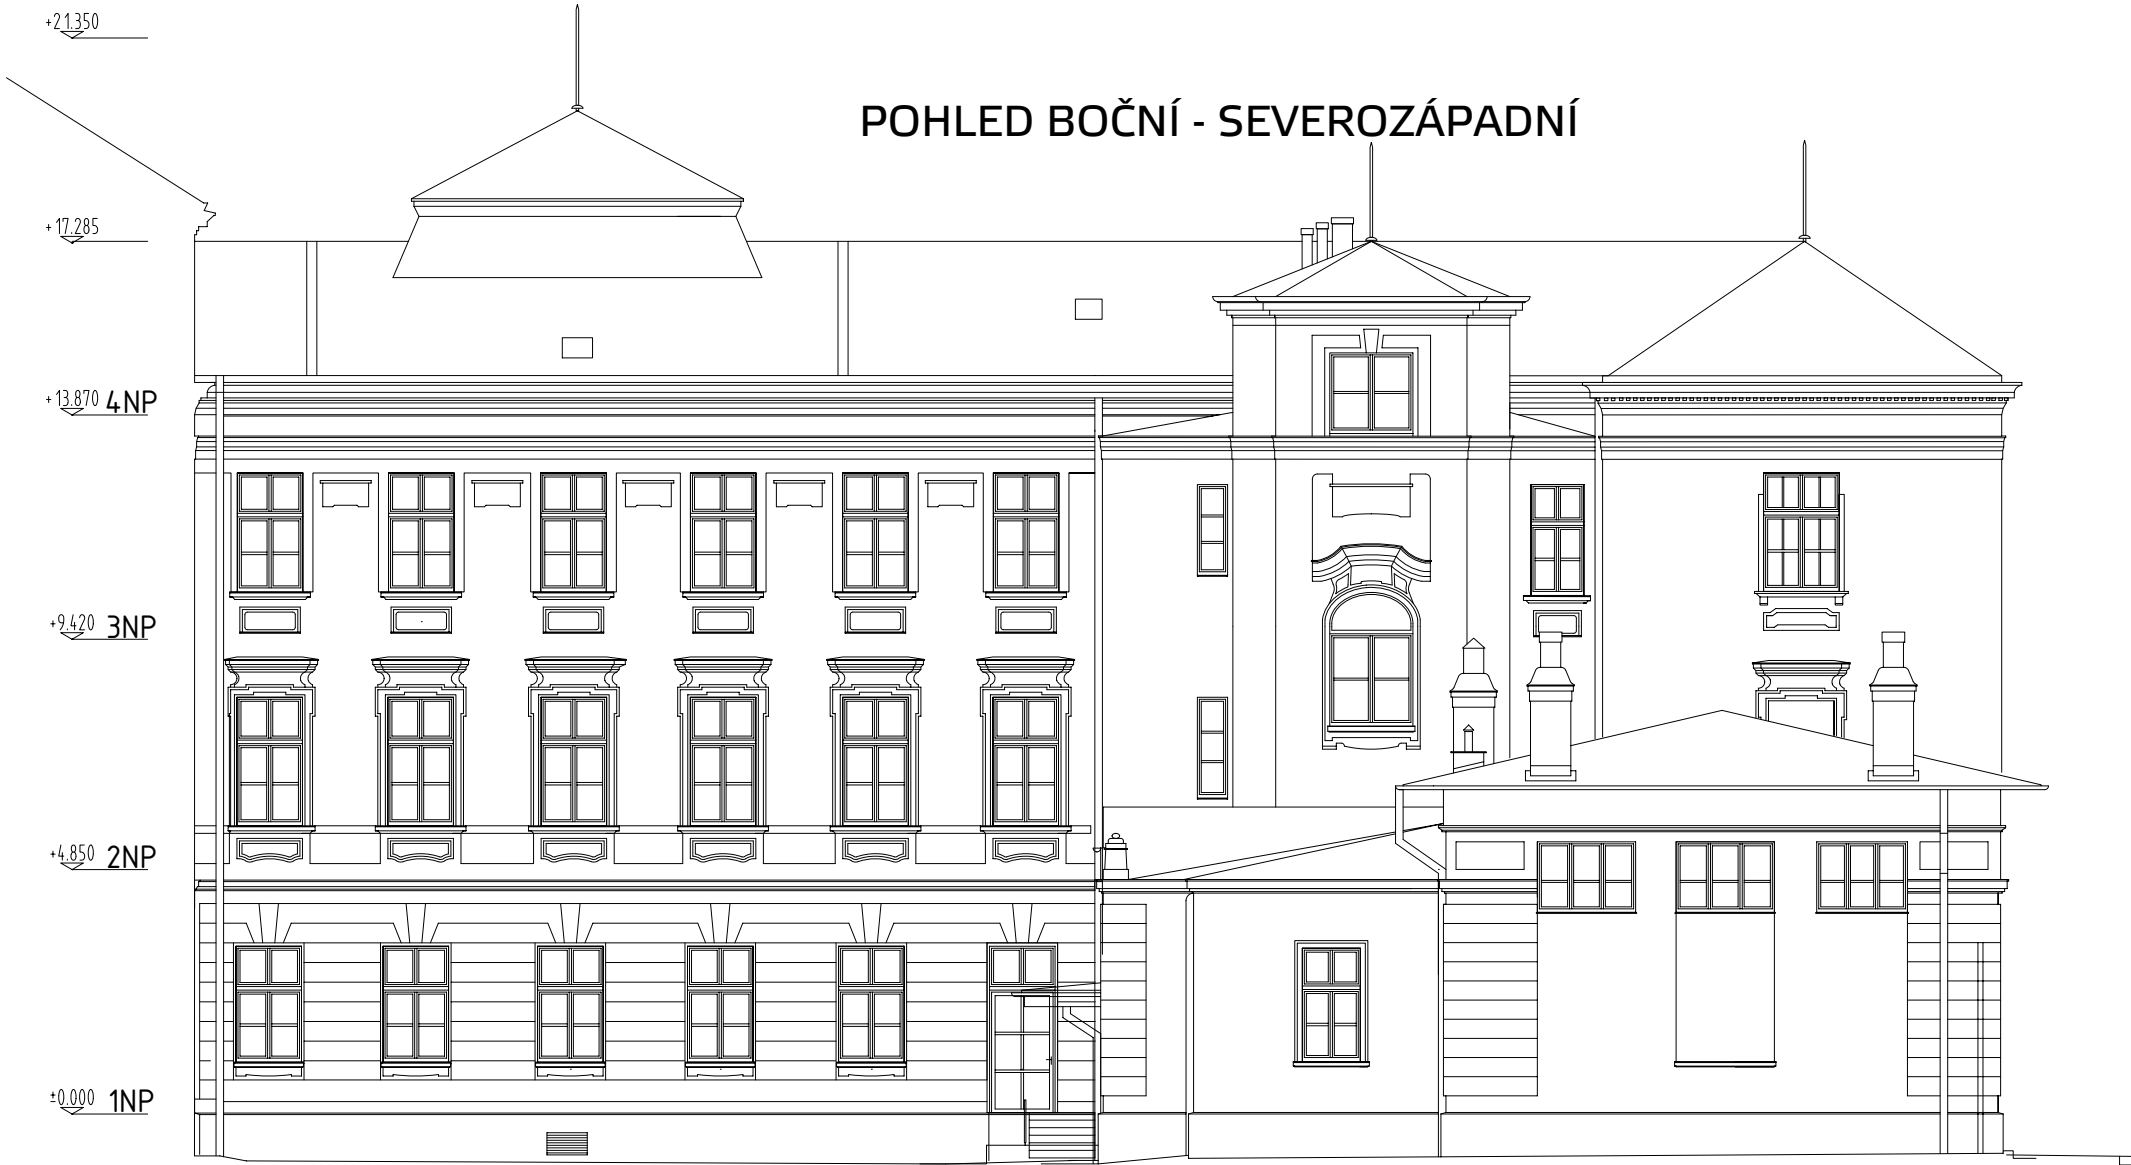 +21.350
POHLED BOČNÍ - SEVEROZÁPADNÍ
+17.285
+13.870 4NP
+9.420 3NP
+4.850 2NP
±0.000 1NP